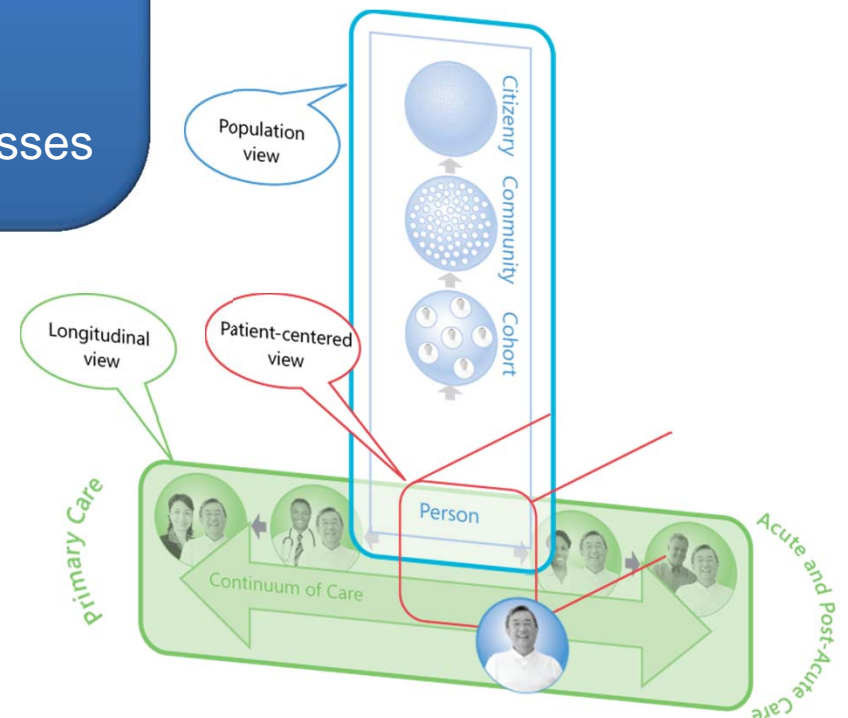 sses
Population
view
Citizenry
Community
Cohort
Longitudinal
view
Patient-centered
view
Person
Continuum of Care
Primary Care
Acute and Post-Acute Care